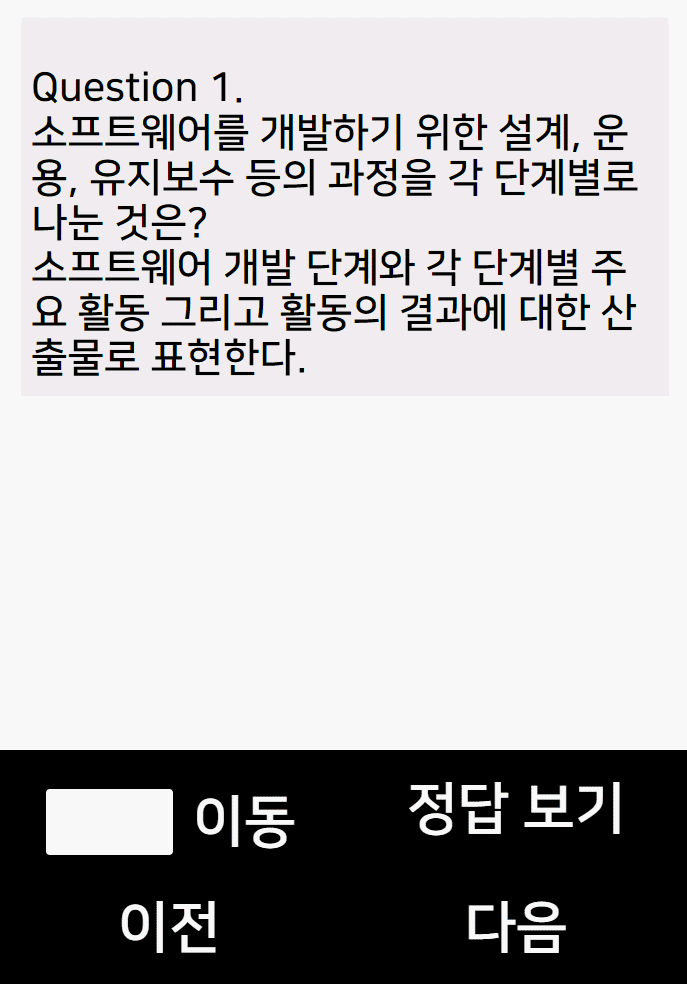 Question 1.
소프트웨어를 개발하기 위한 설계, 운
용, 유지보수 등의 과정을 각 단계별로
나눈 것은?
소프트웨어 개발 단계와 각 단계별 주
요 활동 그리고 활동의 결과에 대한 산
출물로 표현한다.
이동
정답 보기
이전
다음